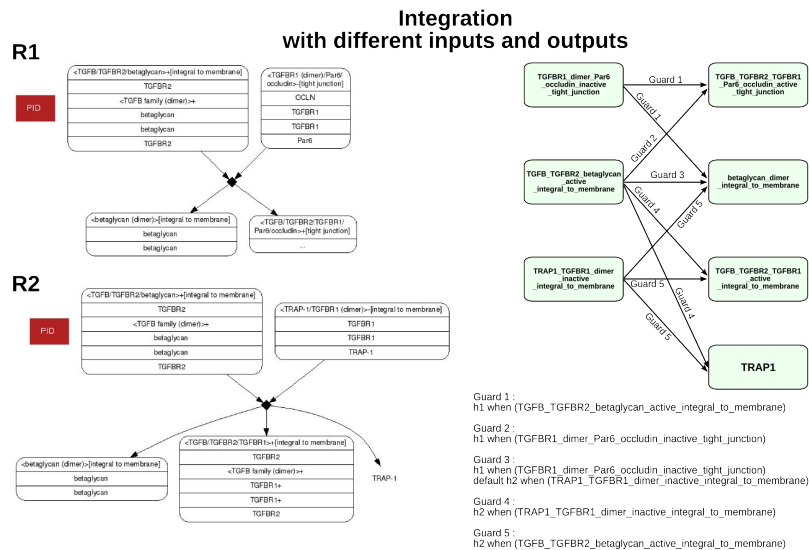 Integration
with different inputs and outputs
R1
PID
<TGFB/TGFBR2/betaglycan>+[integral to membrane]
TGFBR2
<TGFB family (dimer)>+
betaglycan
betaglycan
TGFBR2
<TGFBR1 (dimer)/Par6/
occludin>-[tight junction]
OCLN
TGFBR1
TGFBR1
Par6
<betaglycan (dimer)>[integral to membrane]
betaglycan
betaglycan
<TGFB/TGFBR2/TGFBR1/
Par6/occludin>+[tight junction]
...
R2
PID
<TGFB/TGFBR2/betaglycan>+[integral to membrane]
TGFBR2
<TGFB family (dimer)>+
betaglycan
betaglycan
TGFBR2
<TRAP-1/TGFBR1 (dimer)>-[integral to membrane]
TGFBR1
TGFBR1
TRAP-1
<betaglycan (dimer)>[integral to membrane]
betaglycan
betaglycan
<TGFB/TGFBR2/TGFBR1>+[integral to membrane]
TGFBR2
<TGFB family (dimer)>+
TGFBR1+
TGFBR1+
TGFBR2
TRAP-1
TGFBR1_dimer_Par6
_occludin_inactive
_tight_junction
Guard 1
TGFB_TGFBR2_TGFBR1
_Par6_occludin_active
_tight_junction
Guard 1
Guard 2
TGFB_TGFBR2_betaglycan
_active
_integral_to_membrane
Guard 3
betaglycan_dimer
_integral_to_membrane
Guard 4
Guard 5
TRAP1_TGFBR1_dimer
_inactive
_integral_to_membrane
Guard 5
TGFB_TGFBR2_TGFBR1
_active
_integral_to_membrane
Guard 4
Guard 5
TRAP1
Guard 1 :
h1 when (TGFB_TGFBR2_betaglycan_active_integral_to_membrane)
Guard 2 :
h1 when (TGFBR1_dimer_Par6_occludin_inactive_tight_junction)
Guard 3 :
h1 when (TGFBR1_dimer_Par6_occludin_inactive_tight_junction)
default h2 when (TRAP1_TGFBR1_dimer_inactive_integral_to_membrane)
Guard 4 :
h2 when (TRAP1_TGFBR1_dimer_inactive_integral_to_membrane)
Guard 5 :
h2 when (TGFB_TGFBR2_betaglycan_active_integral_to_membrane)